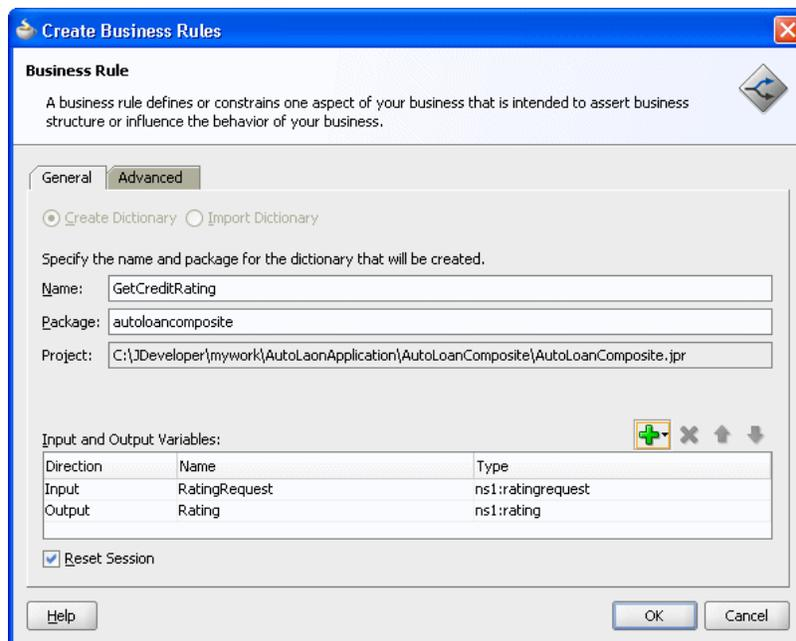 Create Business Rules
Business Rule
A business rule defines or constrains one aspect of your business that is intended to assert business
structure or influence the behavior of your business.
General Advanced
Create Dictionary Import Dictionary
Specify the name and package for the dictionary that will be created.
Name: GetCreditRating
Package: autoloancomposite
Project: C:\JDeveloper\mywork\AutoLaonApplication\AutoLoanComposite\AutoLoanComposite.jpr
Input and Output Variables:
Direction Name Type
Input RatingRequest ns1:ratingrequest
Output Rating ns1:rating
Reset Session
Help OK Cancel